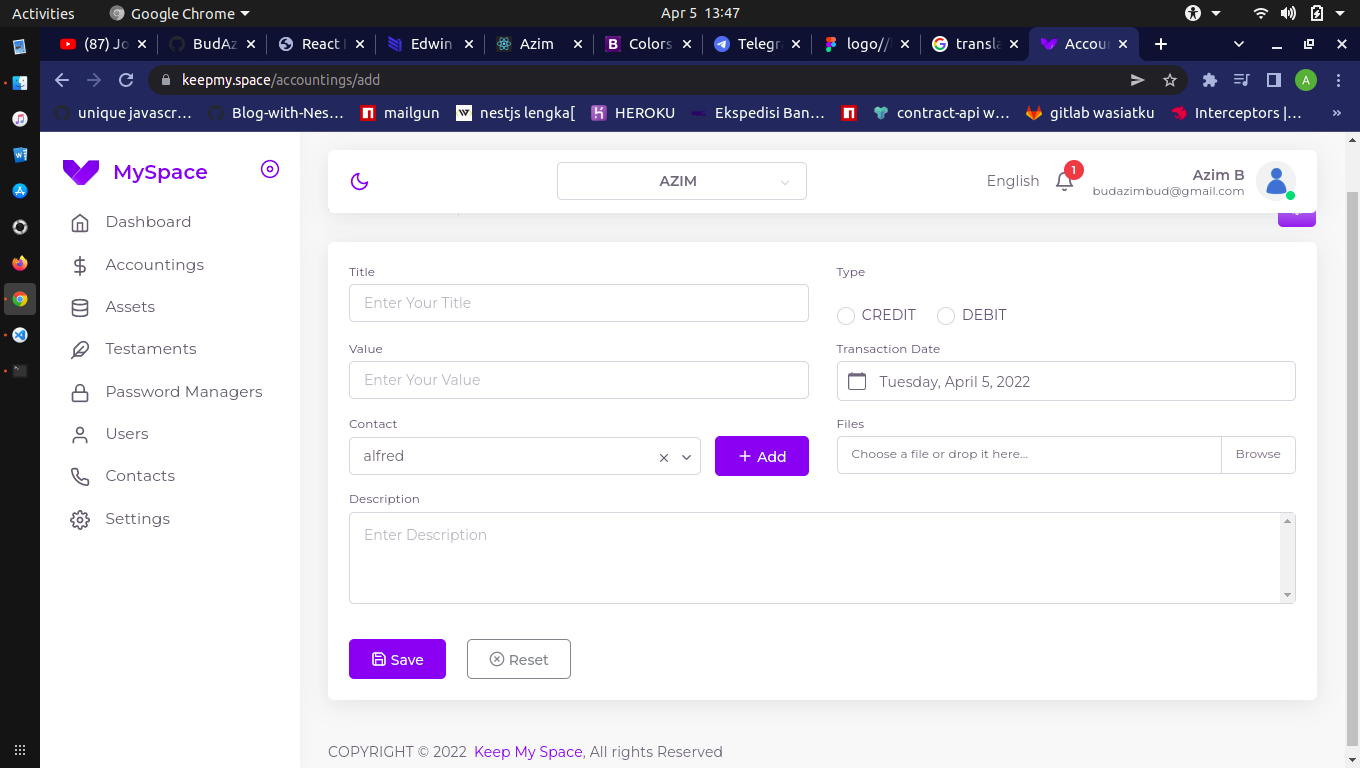 Activities Google Chrome Apr 5 13:47
(87) Jo BudAz React Edwin Azim Colors Telegra logo// transla Accou
keepmy.space/accountings/add A
unique javascr... Blog-with-Nes... mailgun nestjs lengka[ HEROKU Ekspedisi Ban... contract-api w... gitlab wasiatku Interceptors |... »
MySpace
Dashboard
Accountings
Assets
Testaments
Password Managers
Users
Contacts
Settings
AZIM English 1 Azim B
budazimbud@gmail.com
Title Type
Enter Your Title
CREDIT DEBIT
Value Transaction Date
Enter Your Value Tuesday, April 5, 2022
Contact Files
alfred + Add Choose a file or drop it here... Browse
Description
Enter Description
Save Reset
COPYRIGHT © 2022 Keep My Space, All rights Reserved